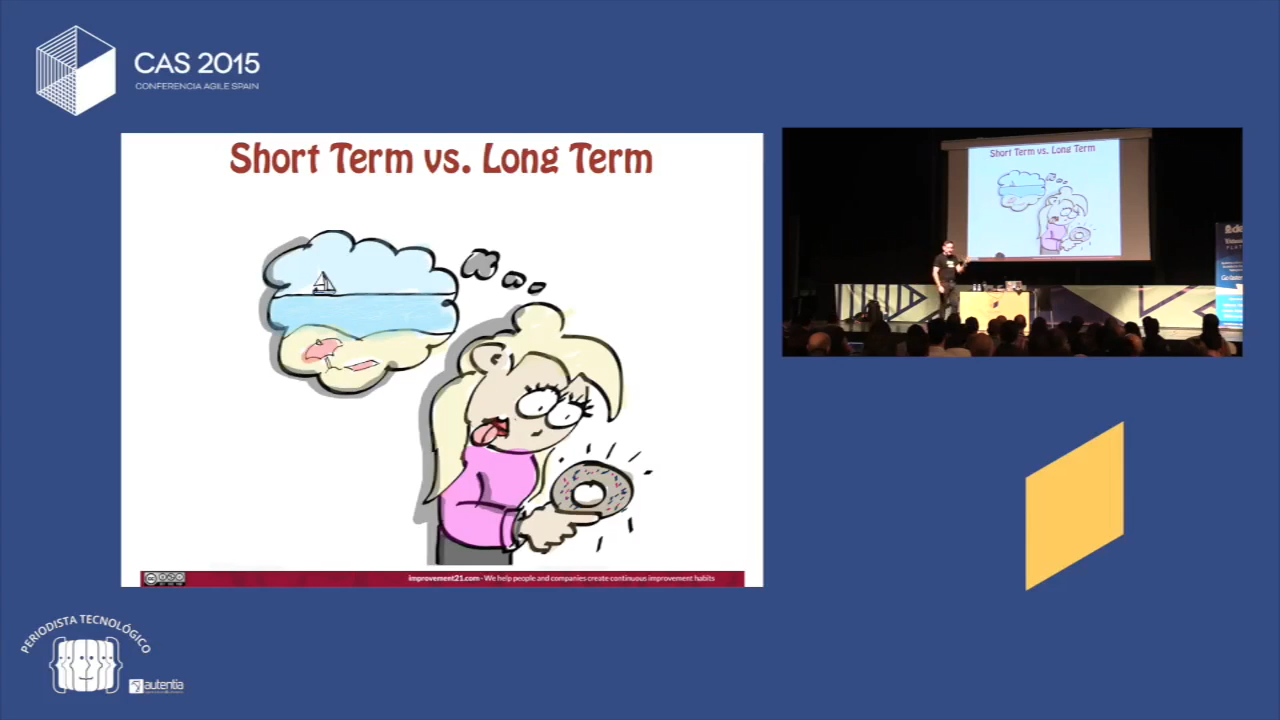 CAS 2015
CONFERENCIA AGILE SPAIN
Short Term vs. Long Term
Short Term vs. Long Term
improvement21.com - We help people and companies create continuous improvement habits
PERIODISTA TECNOLÓGICO
autentia